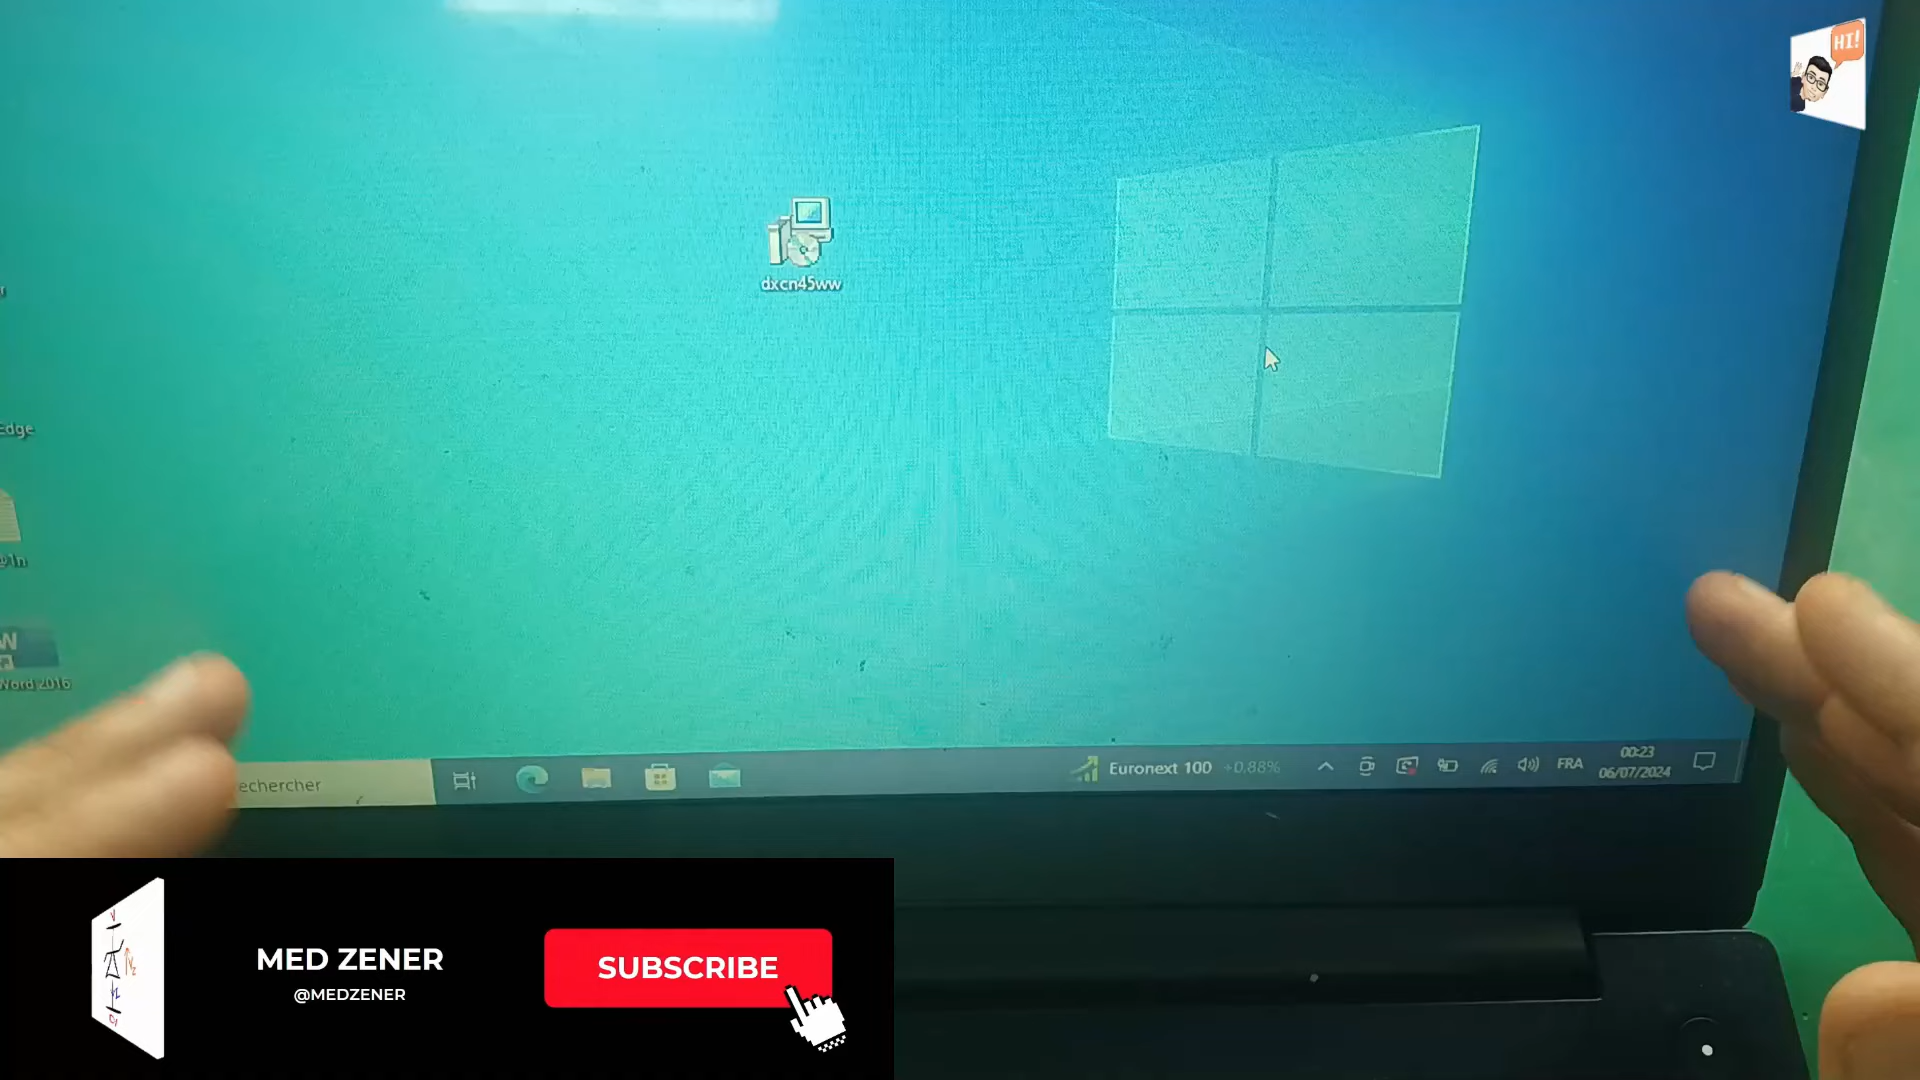 HI!
dxcn45ww
Edge
Word 2016
echercher
Euronext 100 +0.88%
FRA
00:23
06/07/2024
MED ZENER
@MEDZENER
SUBSCRIBE